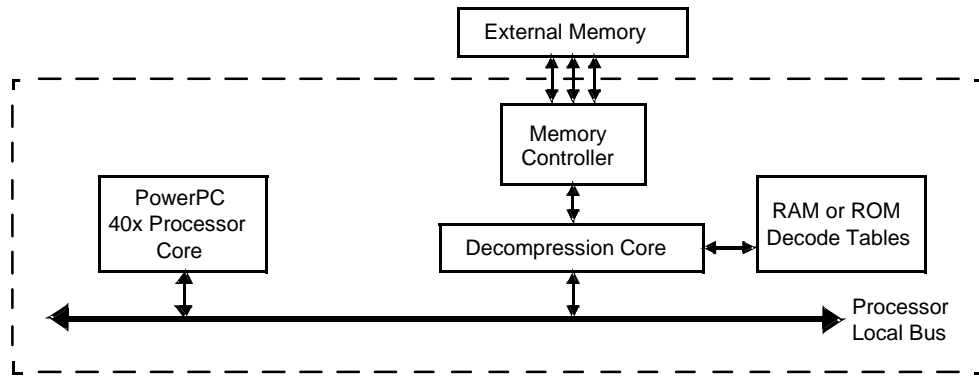 External Memory
Memory
Controller
PowerPC
40x Processor
Core
Decompression Core
RAM or ROM
Decode Tables
Processor
Local Bus